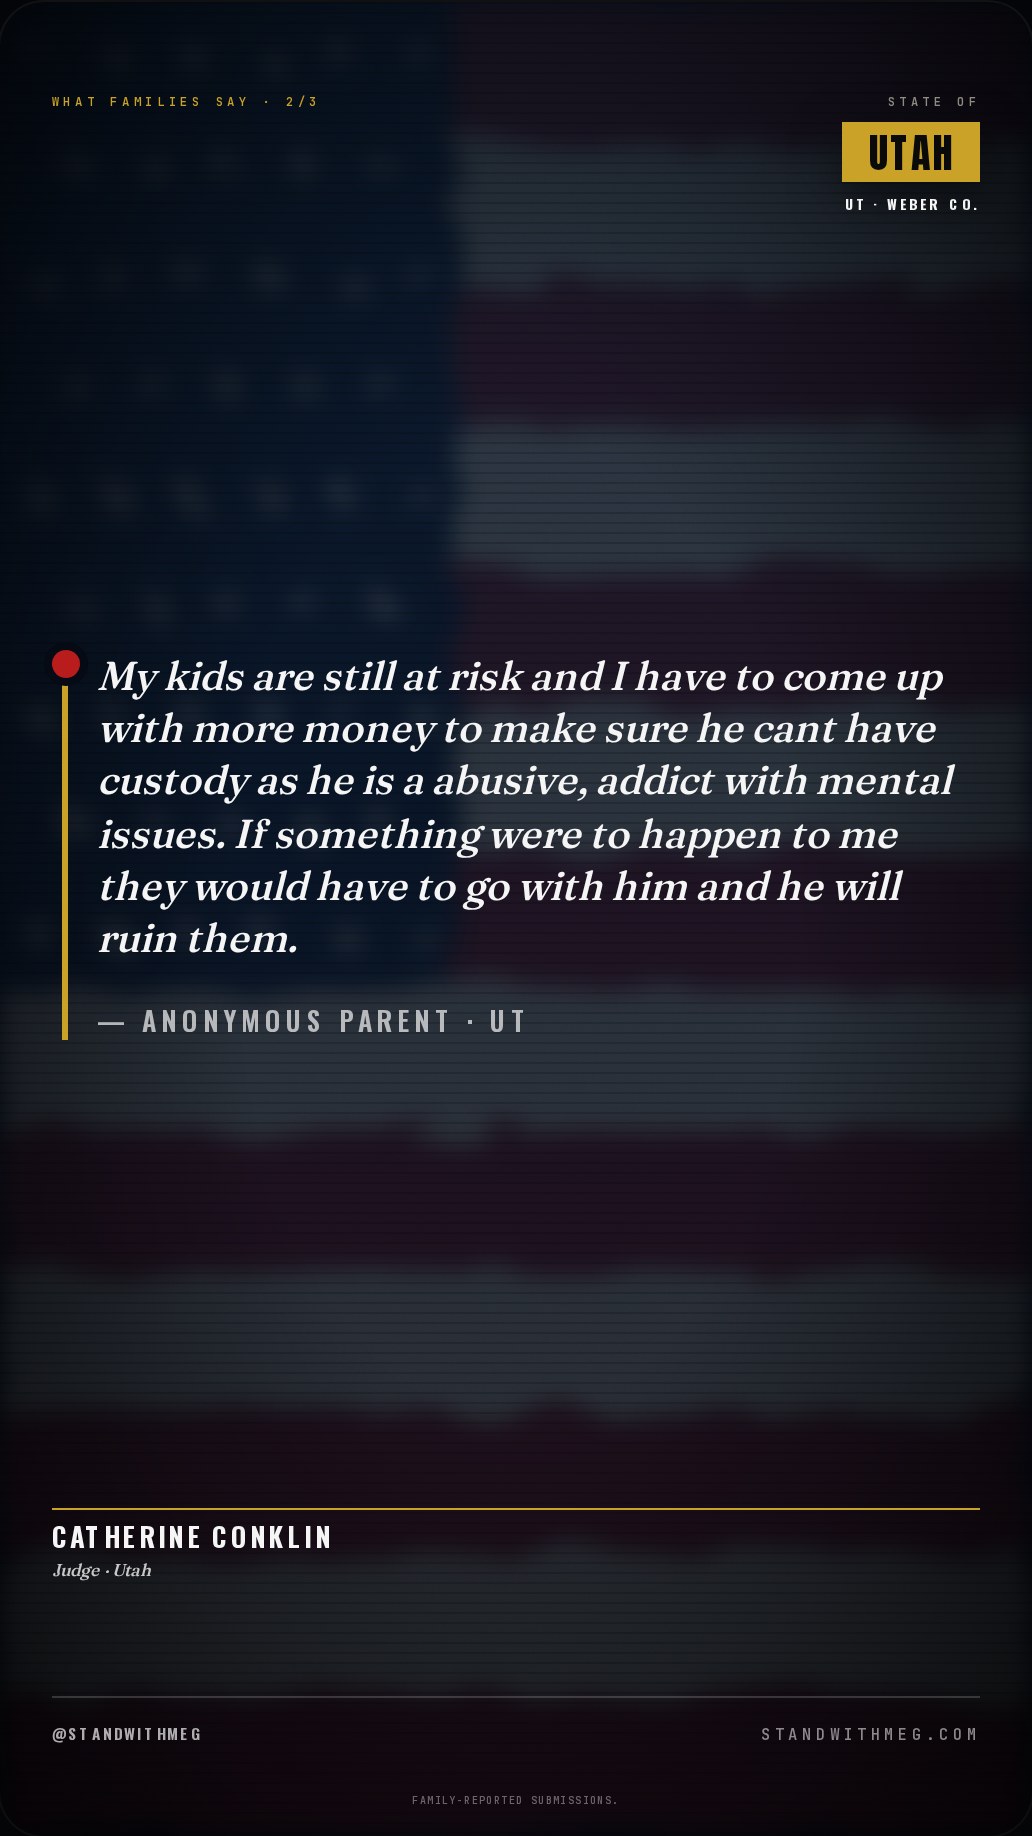 WHAT FAMILIES SAY · 2/3
STATE OF
UTAH
UT · WEBER CO.
My kids are still at risk and I have to come up
with more money to make sure he cant have
custody as he is a abusive, addict with mental
issues. If something were to happen to me
they would have to go with him and he will
ruin them.
— ANONYMOUS PARENT · UT
CATHERINE CONKLIN
Judge · Utah
@STANDWITHMEG
STANDWITHMEG.COM
FAMILY-REPORTED SUBMISSIONS.